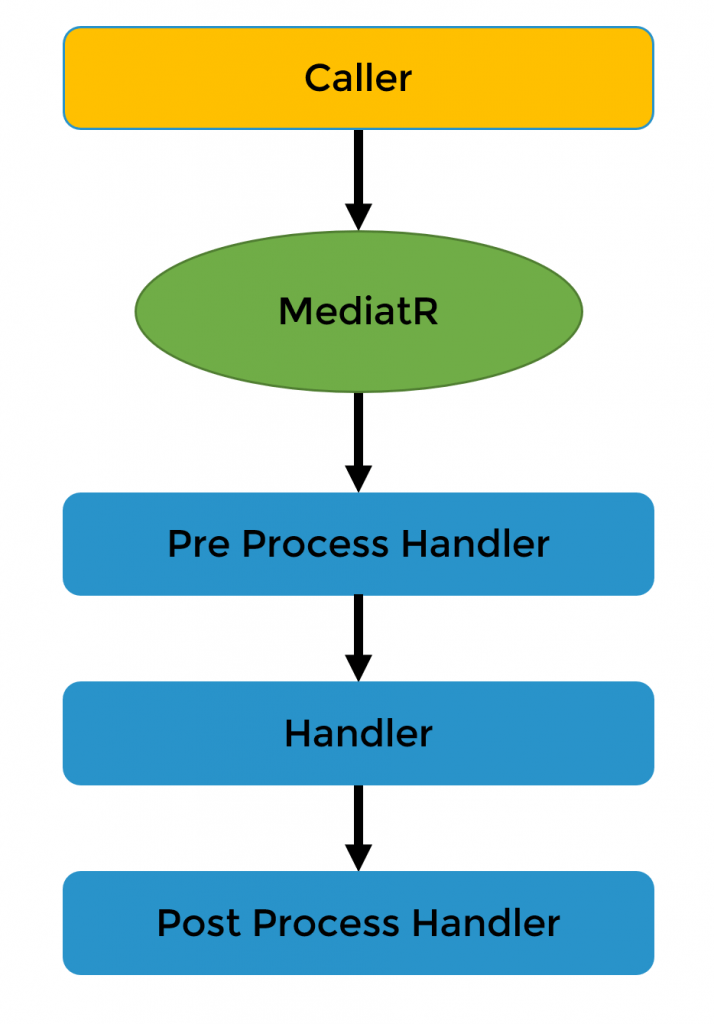 Caller
MediatR
Pre Process Handler
Handler
Post Process Handler